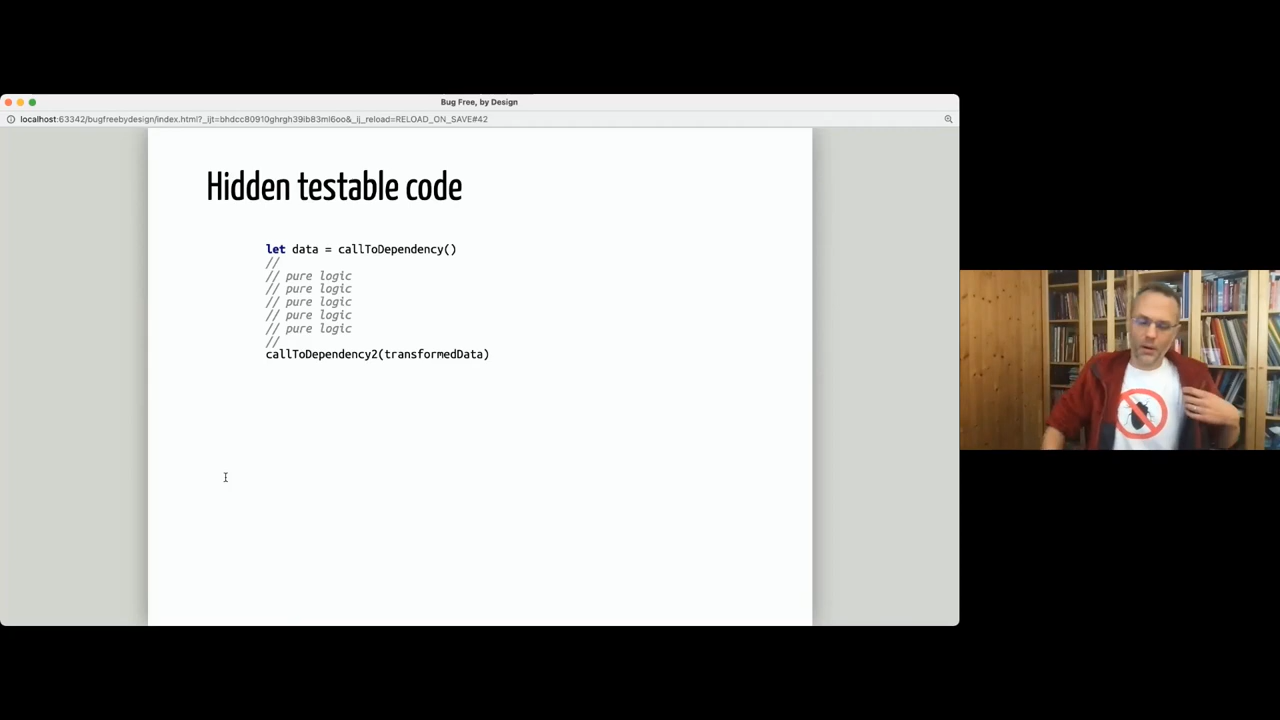 Bug Free, by Design
localhost:63342/bugfreebydesign/index.html?_ijt=bhdcc80910ghrgh39ib83ml6oo&_ij_reload=RELOAD_ON_SAVE#42
Hidden testable code
let data = callToDependency()
//
// pure logic
// pure logic
// pure logic
// pure logic
// pure logic
//
callToDependency2(transformedData)